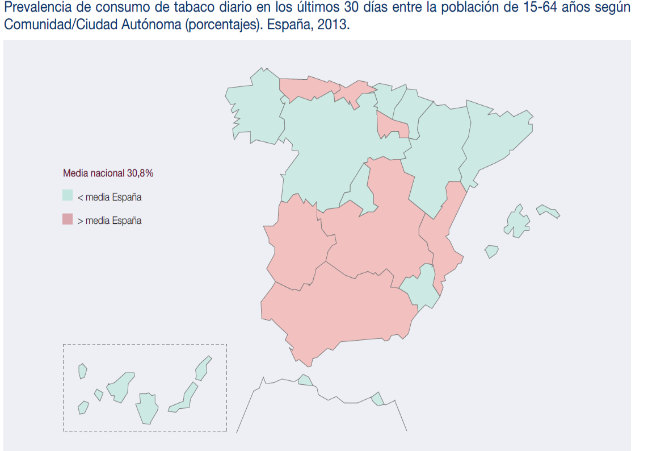 Prevalencia de consumo de tabaco diario en los últimos 30 días entre la población de 15-64 años según
Comunidad/Ciudad Autónoma (porcentajes). España, 2013.
Media nacional 30,8%
< media España
> media España